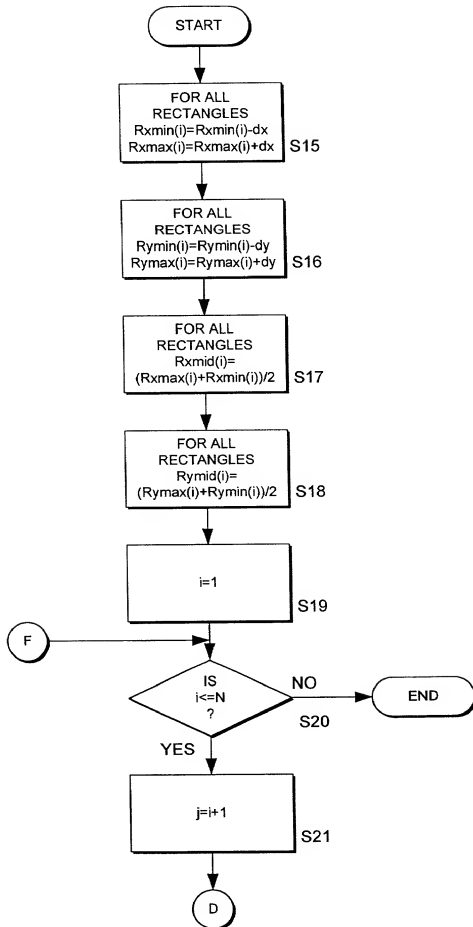 START
FOR ALL
RECTANGLES
Rxmin(i)=Rxmin(i)-dx
Rxmax(i)=Rxmax(i)+dx
S15
FOR ALL
RECTANGLES
Rymin(i)=Rymin(i)-dy
Rymax(i)=Rymax(i)+dy
S16
FOR ALL
RECTANGLES
Rxmid(i)=
(Rxmax(i)+Rxmin(i))/2
S17
FOR ALL
RECTANGLES
Rymid(i)=
(Rymax(i)+Rymin(i))/2
S18
i=1
S19
F
IS
i<=N
?
NO
END
S20
YES
j=i+1
S21
D